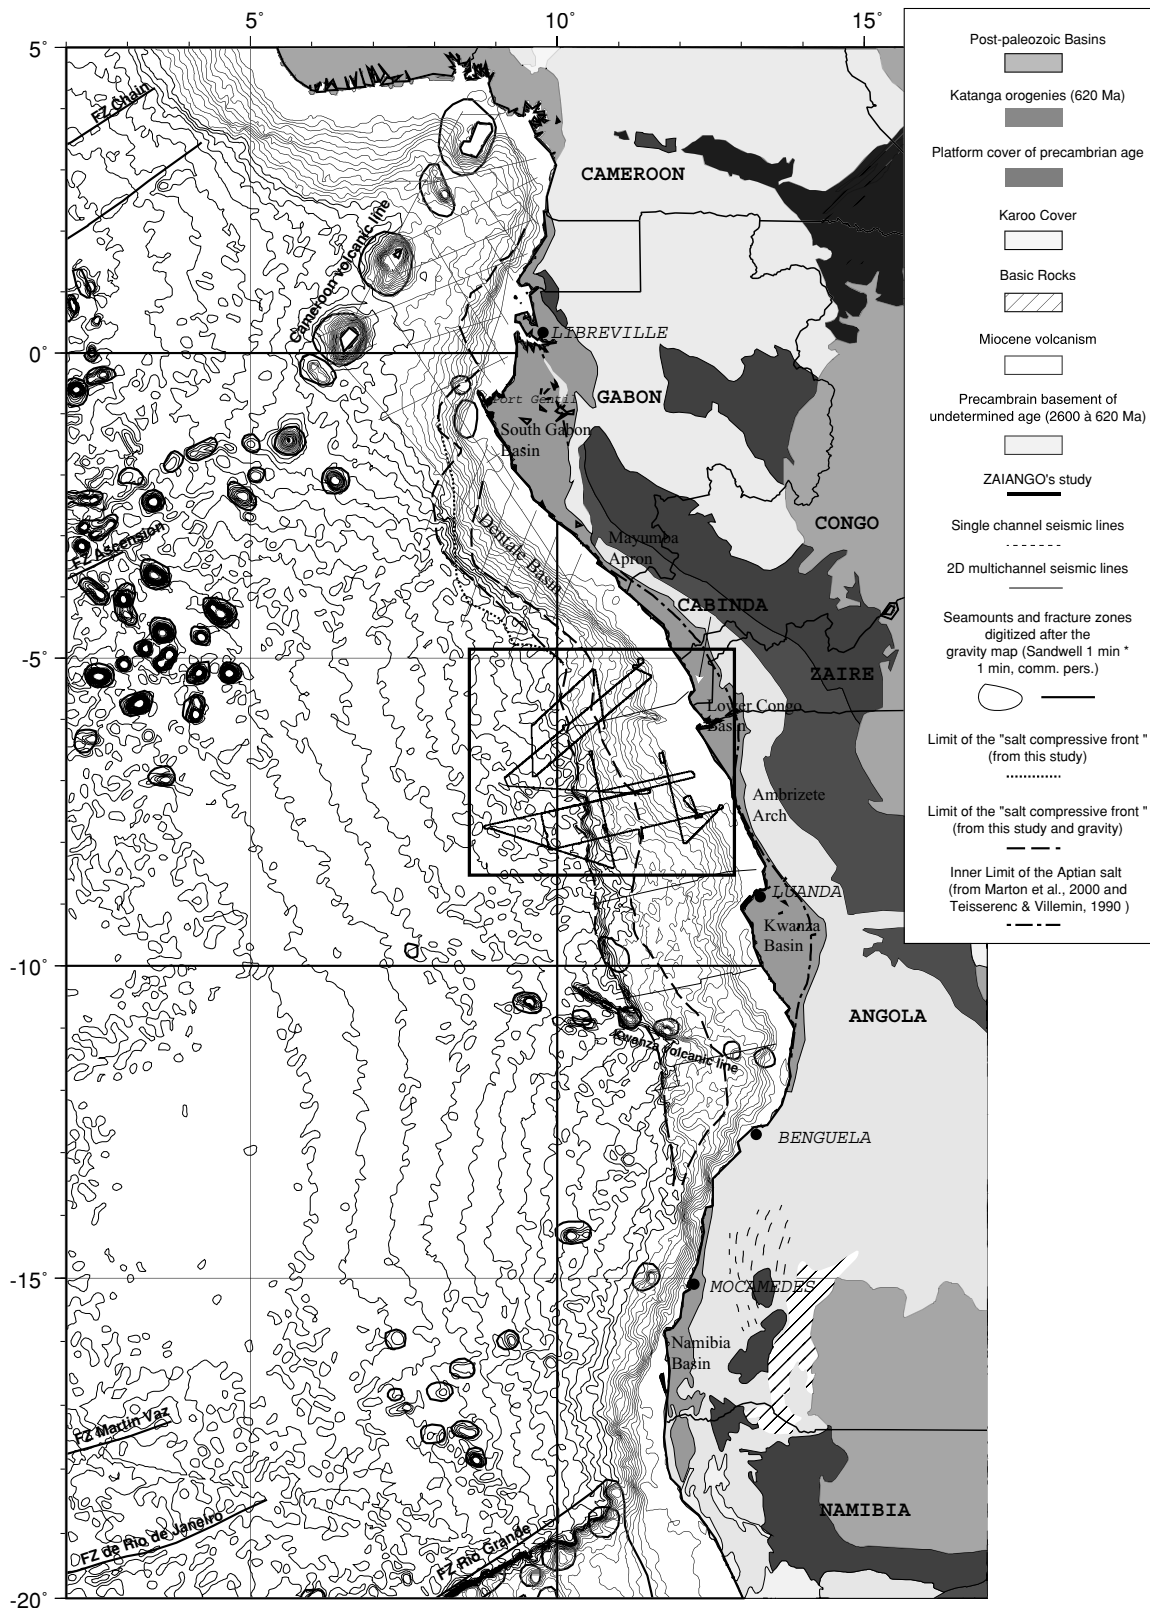 5°
10°
15°
5°
0°
-5°
-10°
-15°
-20°
FZ Chain
CAMEROON
Cameroon volcanic line
LIBREVILLE
Port Gentil
GABON
South Gabon
Basin
FZ Ascension
Dentale Basin
CONGO
Mayumba
Apron
CABINDA
ZAIRE
Lower Congo
Basin
Ambrizete
Arch
LUANDA
Kwanza
Basin
ANGOLA
Kwanza volcanic line
BENGUELA
MOCAMEDES
Namibia
Basin
FZ Martin Vaz
FZ de Rio de Janeiro
FZ Rio Grande
NAMIBIA
Post-paleozoic Basins
Katanga orogenies (620 Ma)
Platform cover of precambrian age
Karoo Cover
Basic Rocks
Miocene volcanism
Precambrain basement of
undetermined age (2600 à 620 Ma)
ZAIANGO's study
Single channel seismic lines
2D multichannel seismic lines
Seamounts and fracture zones
digitized after the
gravity map (Sandwell 1 min *
1 min, comm. pers.)
Limit of the "salt compressive front "
(from this study)
Limit of the "salt compressive front "
(from this study and gravity)
Inner Limit of the Aptian salt
(from Marton et al., 2000 and
Teisserenc & Villemin, 1990 )